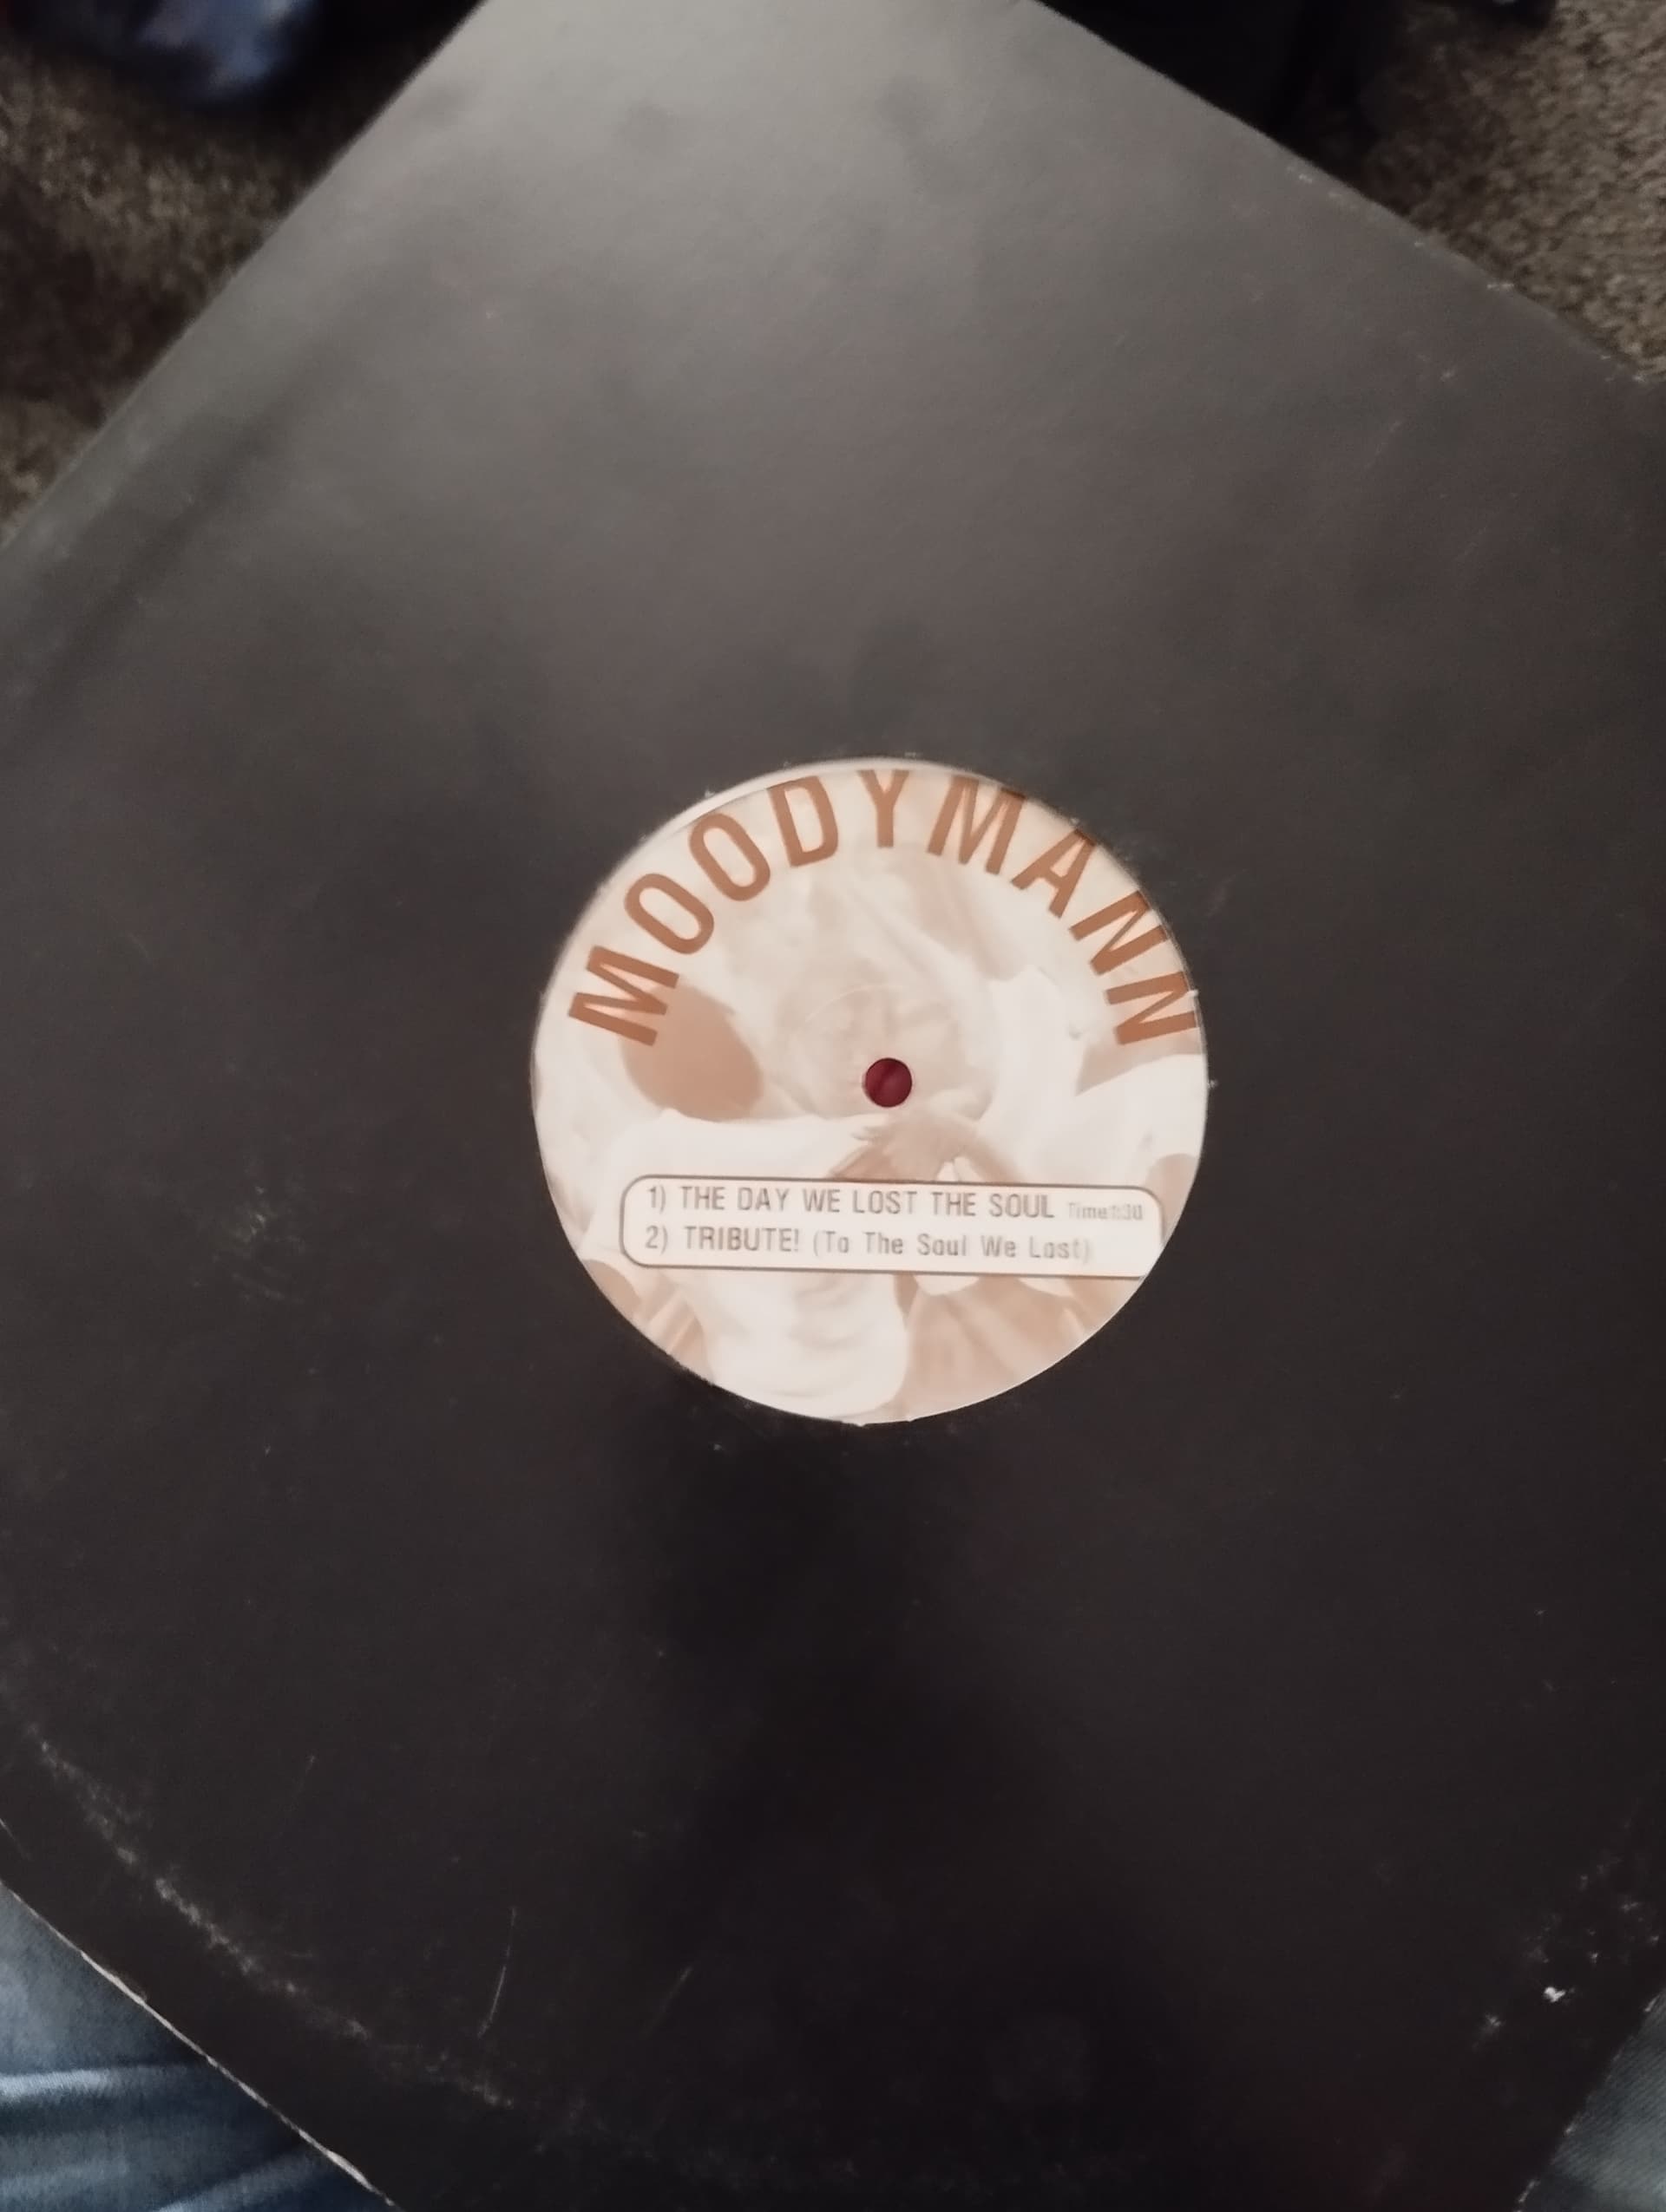 MOODYMANN
1) THE DAY WE LOST THE SOUL
2) TRIBUTE! (To The Soul We Lost)